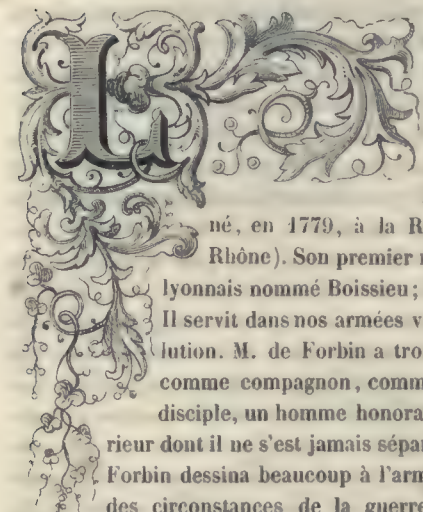 L
né, en 1779, à la R
Rhône). Son premier
lyonnais nommé Boissieu ;
Il servit dans nos armées v
lution. M. de Forbin a tro
comme compagnon, comm
disciple, un homme honora
rieur dont il ne s'est jamais sépar
Forbin dessina beaucoup à l'arm
des circonstances de la guerre